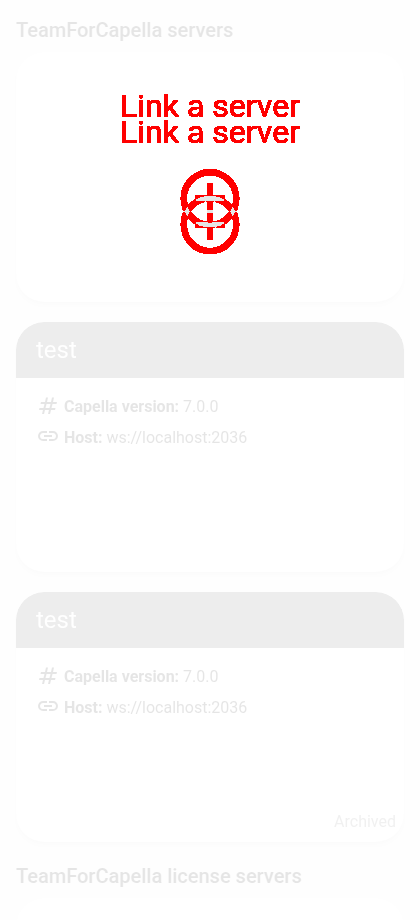 TeamForCapella servers
Link a server
Link a server
test
Capella version: 7.0.0
Host: ws://localhost:2036
test
Capella version: 7.0.0
Host: ws://localhost:2036
Archived
TeamForCapella license servers